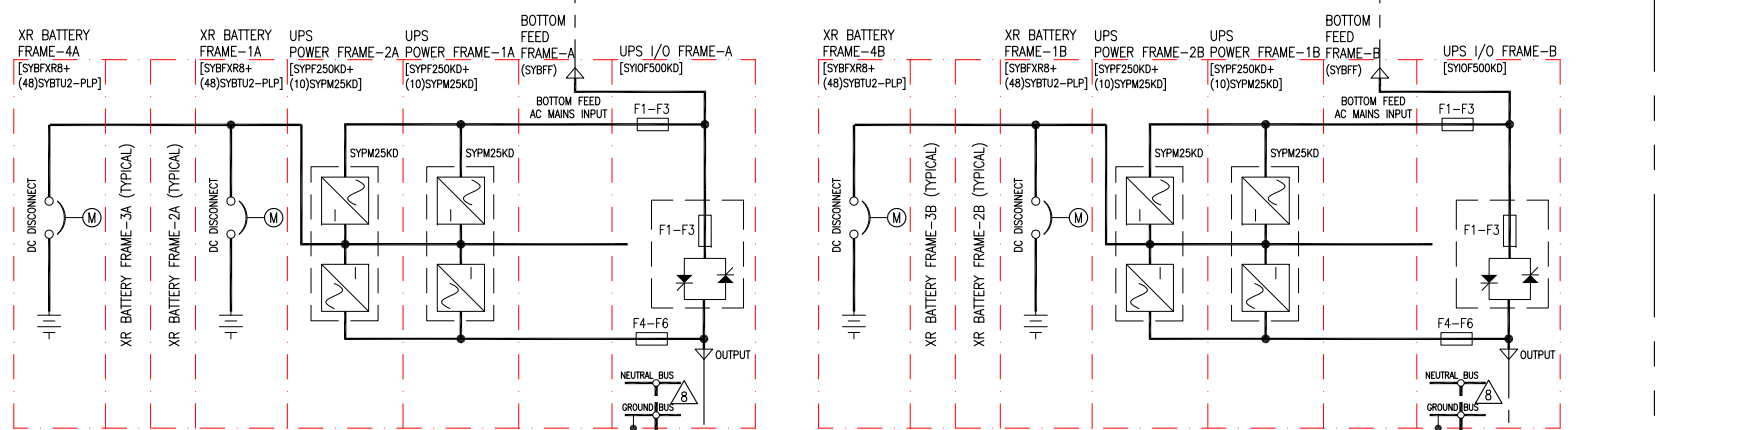 XR BATTERY
FRAME-4A
[SYBFXR8+
(48)SYBTU2-PLP]
XR BATTERY
FRAME-1A
[SYBFXR8+
(48)SYBTU2-PLP]
UPS
POWER FRAME-2A
[SYPF250KD+
(10)SYPM25KD]
UPS
POWER FRAME-1A
[SYPF250KD+
(10)SYPM25KD]
BOTTOM
FEED
FRAME-A
(SYBFF)
UPS I/O FRAME-A
[SYIOF500KD]
BOTTOM FEED
AC MAINS INPUT
F1-F3
SYPM25KD
SYPM25KD
DC DISCONNECT
M
XR BATTERY FRAME-3A (TYPICAL)
XR BATTERY FRAME-2A (TYPICAL)
DC DISCONNECT
M
F1-F3
F4-F6
OUTPUT
NEUTRAL BUS
8
GROUND BUS
XR BATTERY
FRAME-4B
[SYBFXR8+
(48)SYBTU2-PLP]
XR BATTERY
FRAME-1B
[SYBFXR8+
(48)SYBTU2-PLP]
UPS
POWER FRAME-2B
[SYPF250KD+
(10)SYPM25KD]
UPS
POWER FRAME-1B
[SYPF250KD+
(10)SYPM25KD]
BOTTOM
FEED
FRAME-B
(SYBFF)
UPS I/O FRAME-B
[SYIOF500KD]
BOTTOM FEED
AC MAINS INPUT
F1-F3
SYPM25KD
SYPM25KD
DC DISCONNECT
M
XR BATTERY FRAME-3B (TYPICAL)
XR BATTERY FRAME-2B (TYPICAL)
DC DISCONNECT
M
F1-F3
F4-F6
OUTPUT
NEUTRAL BUS
8
GROUND BUS